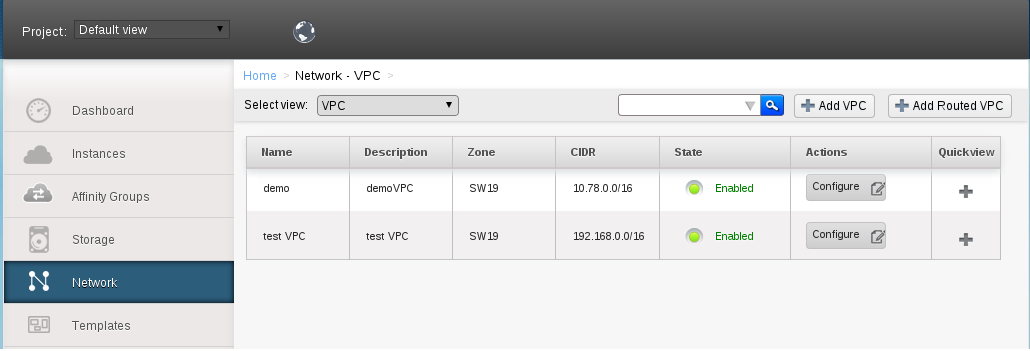 Project: Default view
Home > Network - VPC >
Select view: VPC Add VPC Add Routed VPC
Dashboard
Instances
Affinity Groups
Storage
Network
Templates
Name Description Zone CIDR State Actions Quickview
demo demoVPC SW19 10.78.0.0/16 Enabled Configure
test VPC test VPC SW19 192.168.0.0/16 Enabled Configure